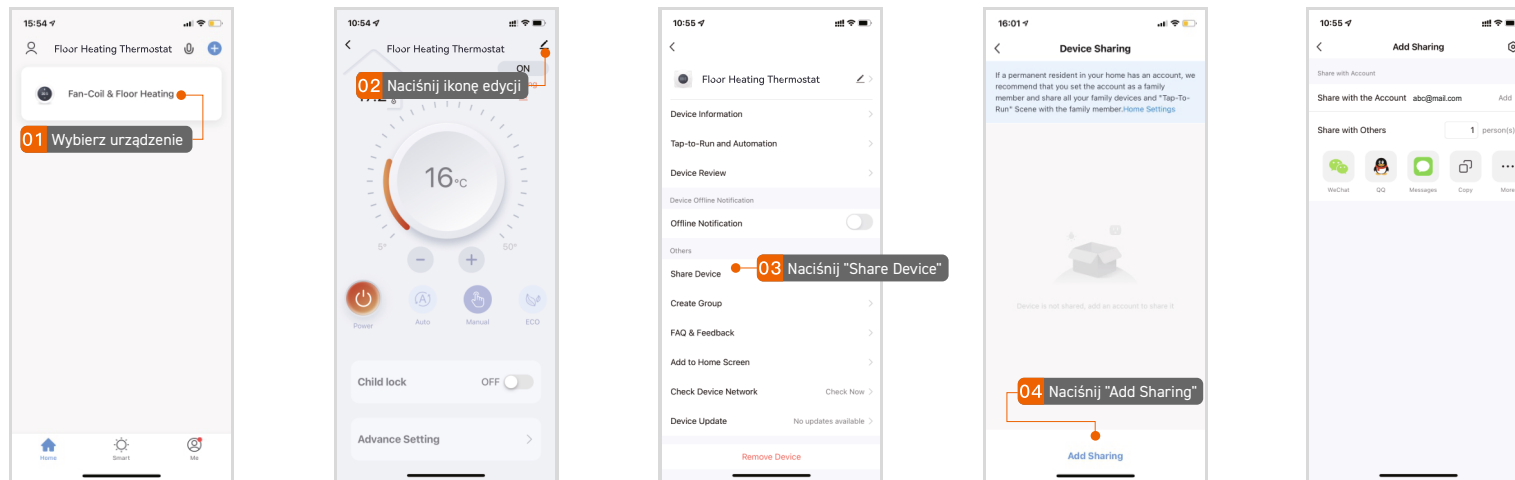 15:54
Floor Heating Thermostat
Fan-Coil & Floor Heating
01 Wybierz urządzenie
Home
Smart
Me
10:54
Floor Heating Thermostat
ON
02 Naciśnij ikonę edycji
16°C
5°
50°
Power
Auto
Manual
ECO
Child lock
OFF
Advance Setting
10:55
Floor Heating Thermostat
Device Information
Tap-to-Run and Automation
Device Review
Device Offline Notification
Offline Notification
Others
Share Device
03 Naciśnij "Share Device"
Create Group
FAQ & Feedback
Add to Home Screen
Check Device Network Check Now
Device Update No updates available
Remove Device
16:01
Device Sharing
If a permanent resident in your home has an account, we
recommend that you set the account as a family
member and share all your family devices and "Tap-To-
Run" Scene with the family member.Home Settings
Device is not shared, add an account to share it
04 Naciśnij "Add Sharing"
Add Sharing
10:55
Add Sharing
Share with Account
Share with the Account abc@mail.com Add
Share with Others 1 person(s)
WeChat
QQ
Messages
Copy
More